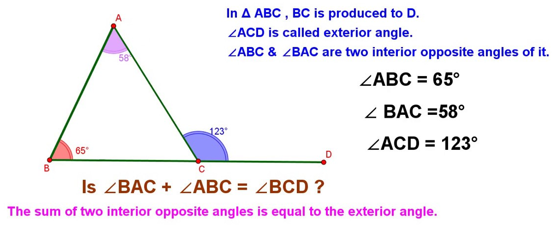 In Δ ABC , BC is produced to D.
∠ACD is called exterior angle.
∠ABC & ∠BAC are two interior opposite angles of it.
A
58°
∠ABC = 65°
∠ BAC =58°
∠ACD = 123°
65°
123°
B
C
D
Is ∠BAC + ∠ABC = ∠BCD ?
The sum of two interior opposite angles is equal to the exterior angle.